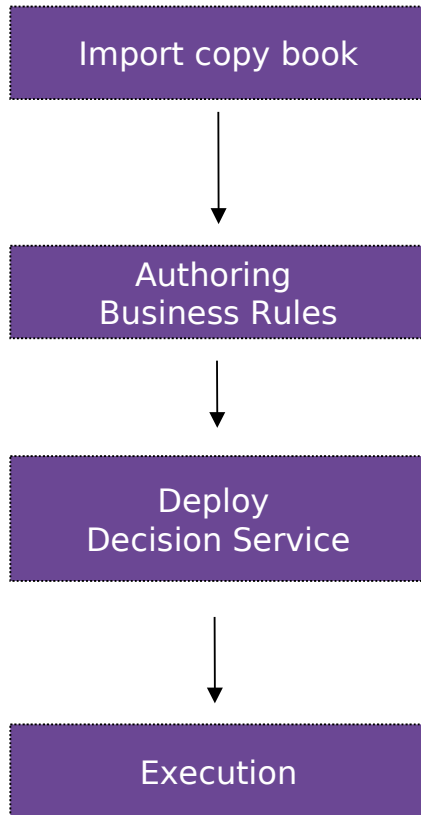 Import copy book
Authoring
Business Rules
Deploy
Decision Service
Execution